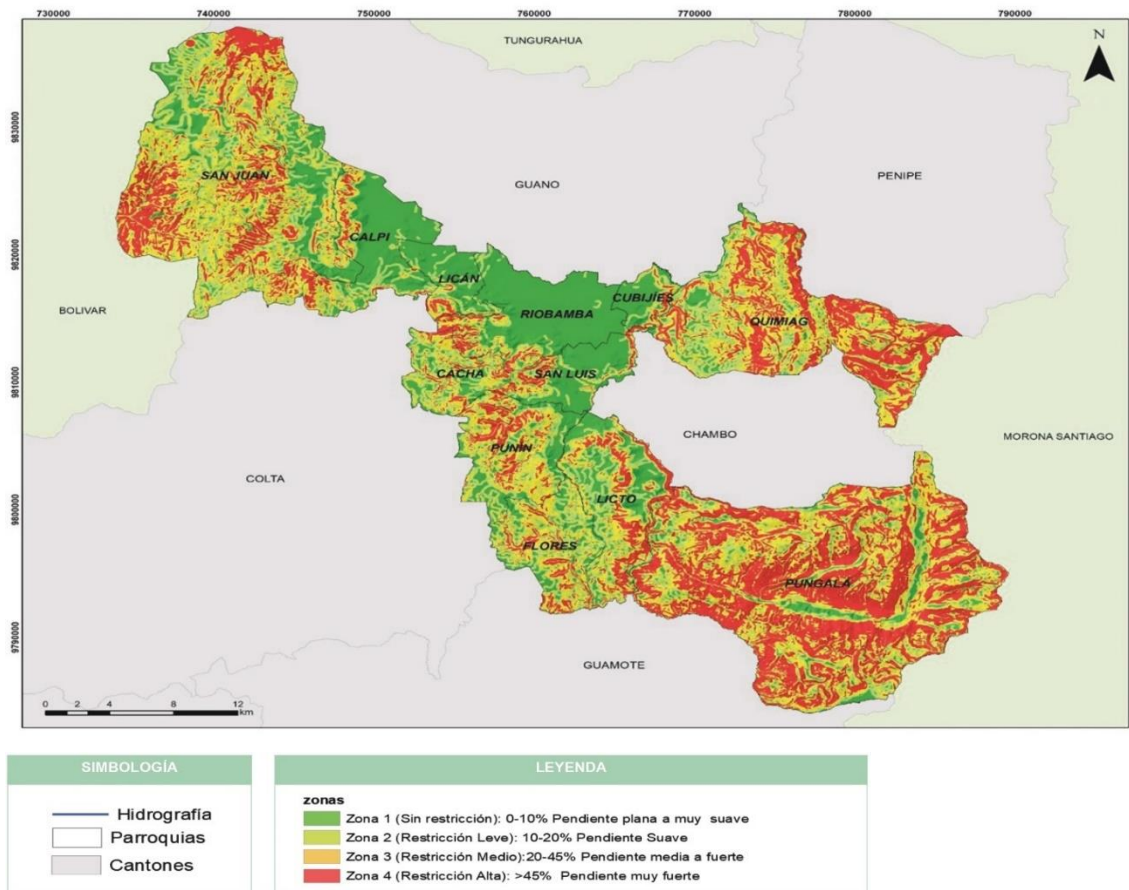 730000 740000 750000 760000 770000 780000 790000
TUNGURAHUA
N
9830000
SAN JUAN
GUANO
PENIPE
CALPI
9820000
LICÁN
CUBIJÍES
BOLIVAR
RIOBAMBA
QUIMIAG
CACHA
SAN LUIS
9810000
CHAMBO
MORONA SANTIAGO
PUNÍN
COLTA
LICTO
9800000
FLORES
PUNGALÁ
9790000
GUAMOTE
0 2 4 8 12
km
SIMBOLOGÍA
Hidrografía
Parroquias
Cantones
LEYENDA
zonas
Zona 1 (Sin restricción): 0-10% Pendiente plana a muy suave
Zona 2 (Restricción Leve): 10-20% Pendiente Suave
Zona 3 (Restricción Medio):20-45% Pendiente media a fuerte
Zona 4 (Restricción Alta): >45% Pendiente muy fuerte